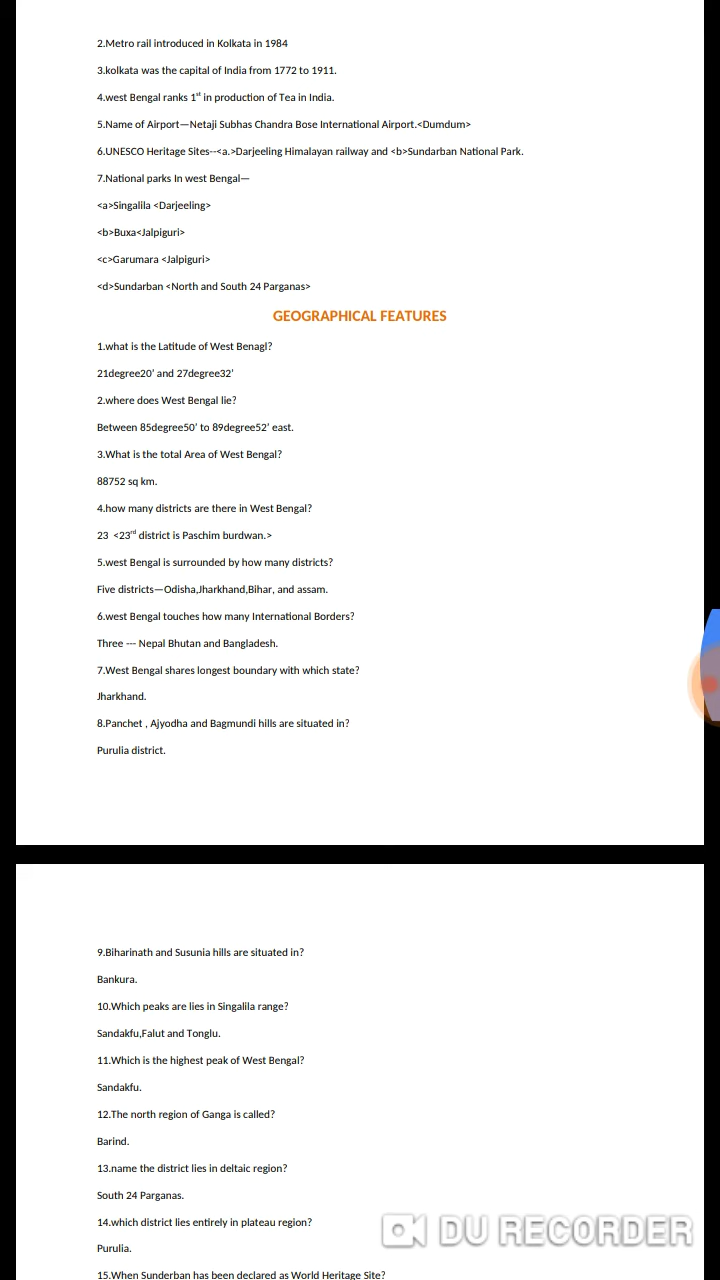 2.Metro rail introduced in Kolkata in 1984
3.kolkata was the capital of India from 1772 to 1911.
4.west Bengal ranks 1st in production of Tea in India.
5.Name of Airport—Netaji Subhas Chandra Bose International Airport.<Dumdum>
6.UNESCO Heritage Sites--<a.>Darjeeling Himalayan railway and <b>Sundarban National Park.
7.National parks In west Bengal—
<a>Singalila <Darjeeling>
<b>Buxa<Jalpiguri>
<c>Garumara <Jalpiguri>
<d>Sundarban <North and South 24 Parganas>
GEOGRAPHICAL FEATURES
1.what is the Latitude of West Benagl?
21degree20’ and 27degree32’
2.where does West Bengal lie?
Between 85degree50’ to 89degree52’ east.
3.What is the total Area of West Bengal?
88752 sq km.
4.how many districts are there in West Bengal?
23 <23rd district is Paschim burdwan.>
5.west Bengal is surrounded by how many districts?
Five districts—Odisha,Jharkhand,Bihar, and assam.
6.west Bengal touches how many International Borders?
Three --- Nepal Bhutan and Bangladesh.
7.West Bengal shares longest boundary with which state?
Jharkhand.
8.Panchet , Ajyodha and Bagmundi hills are situated in?
Purulia district.
9.Biharinath and Susunia hills are situated in?
Bankura.
10.Which peaks are lies in Singalila range?
Sandakfu,Falut and Tonglu.
11.Which is the highest peak of West Bengal?
Sandakfu.
12.The north region of Ganga is called?
Barind.
13.name the district lies in deltaic region?
South 24 Parganas.
14.which district lies entirely in plateau region?
DU RECORDER
Purulia.
15.When Sunderban has been declared as World Heritage Site?